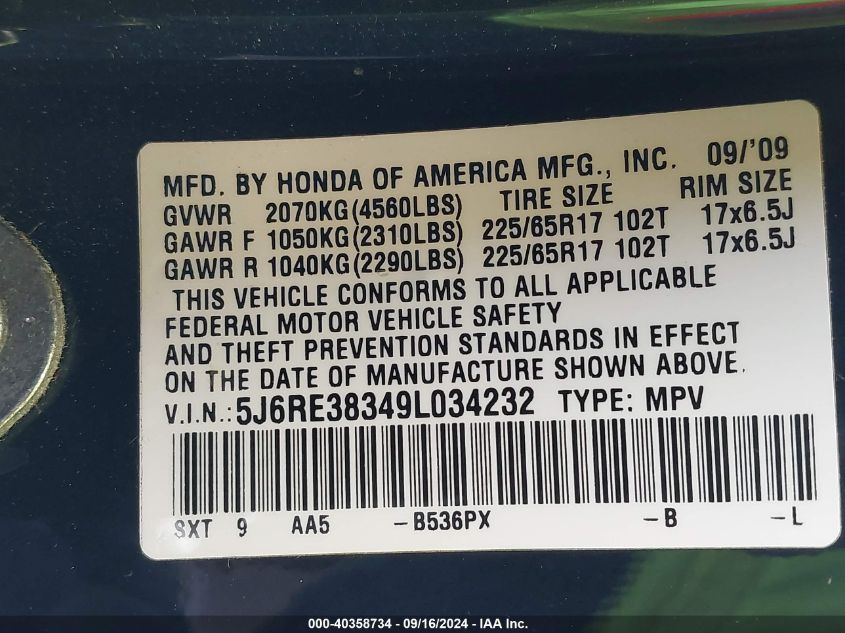 MFD. BY HONDA OF AMERICA MFG., INC. 09/'09
GVWR 2070KG(4560LBS) TIRE SIZE RIM SIZE
GAWR F 1050KG(2310LBS) 225/65R17 102T 17x6.5J
GAWR R 1040KG(2290LBS) 225/65R17 102T 17x6.5J
THIS VEHICLE CONFORMS TO ALL APPLICABLE
FEDERAL MOTOR VEHICLE SAFETY
AND THEFT PREVENTION STANDARDS IN EFFECT
ON THE DATE OF MANUFACTURE SHOWN ABOVE.
V.I.N.: 5J6RE38349L034232 TYPE: MPV
SXT 9 AA5 -B536PX -B -L
000-40358734 - 09/16/2024 - IAA Inc.